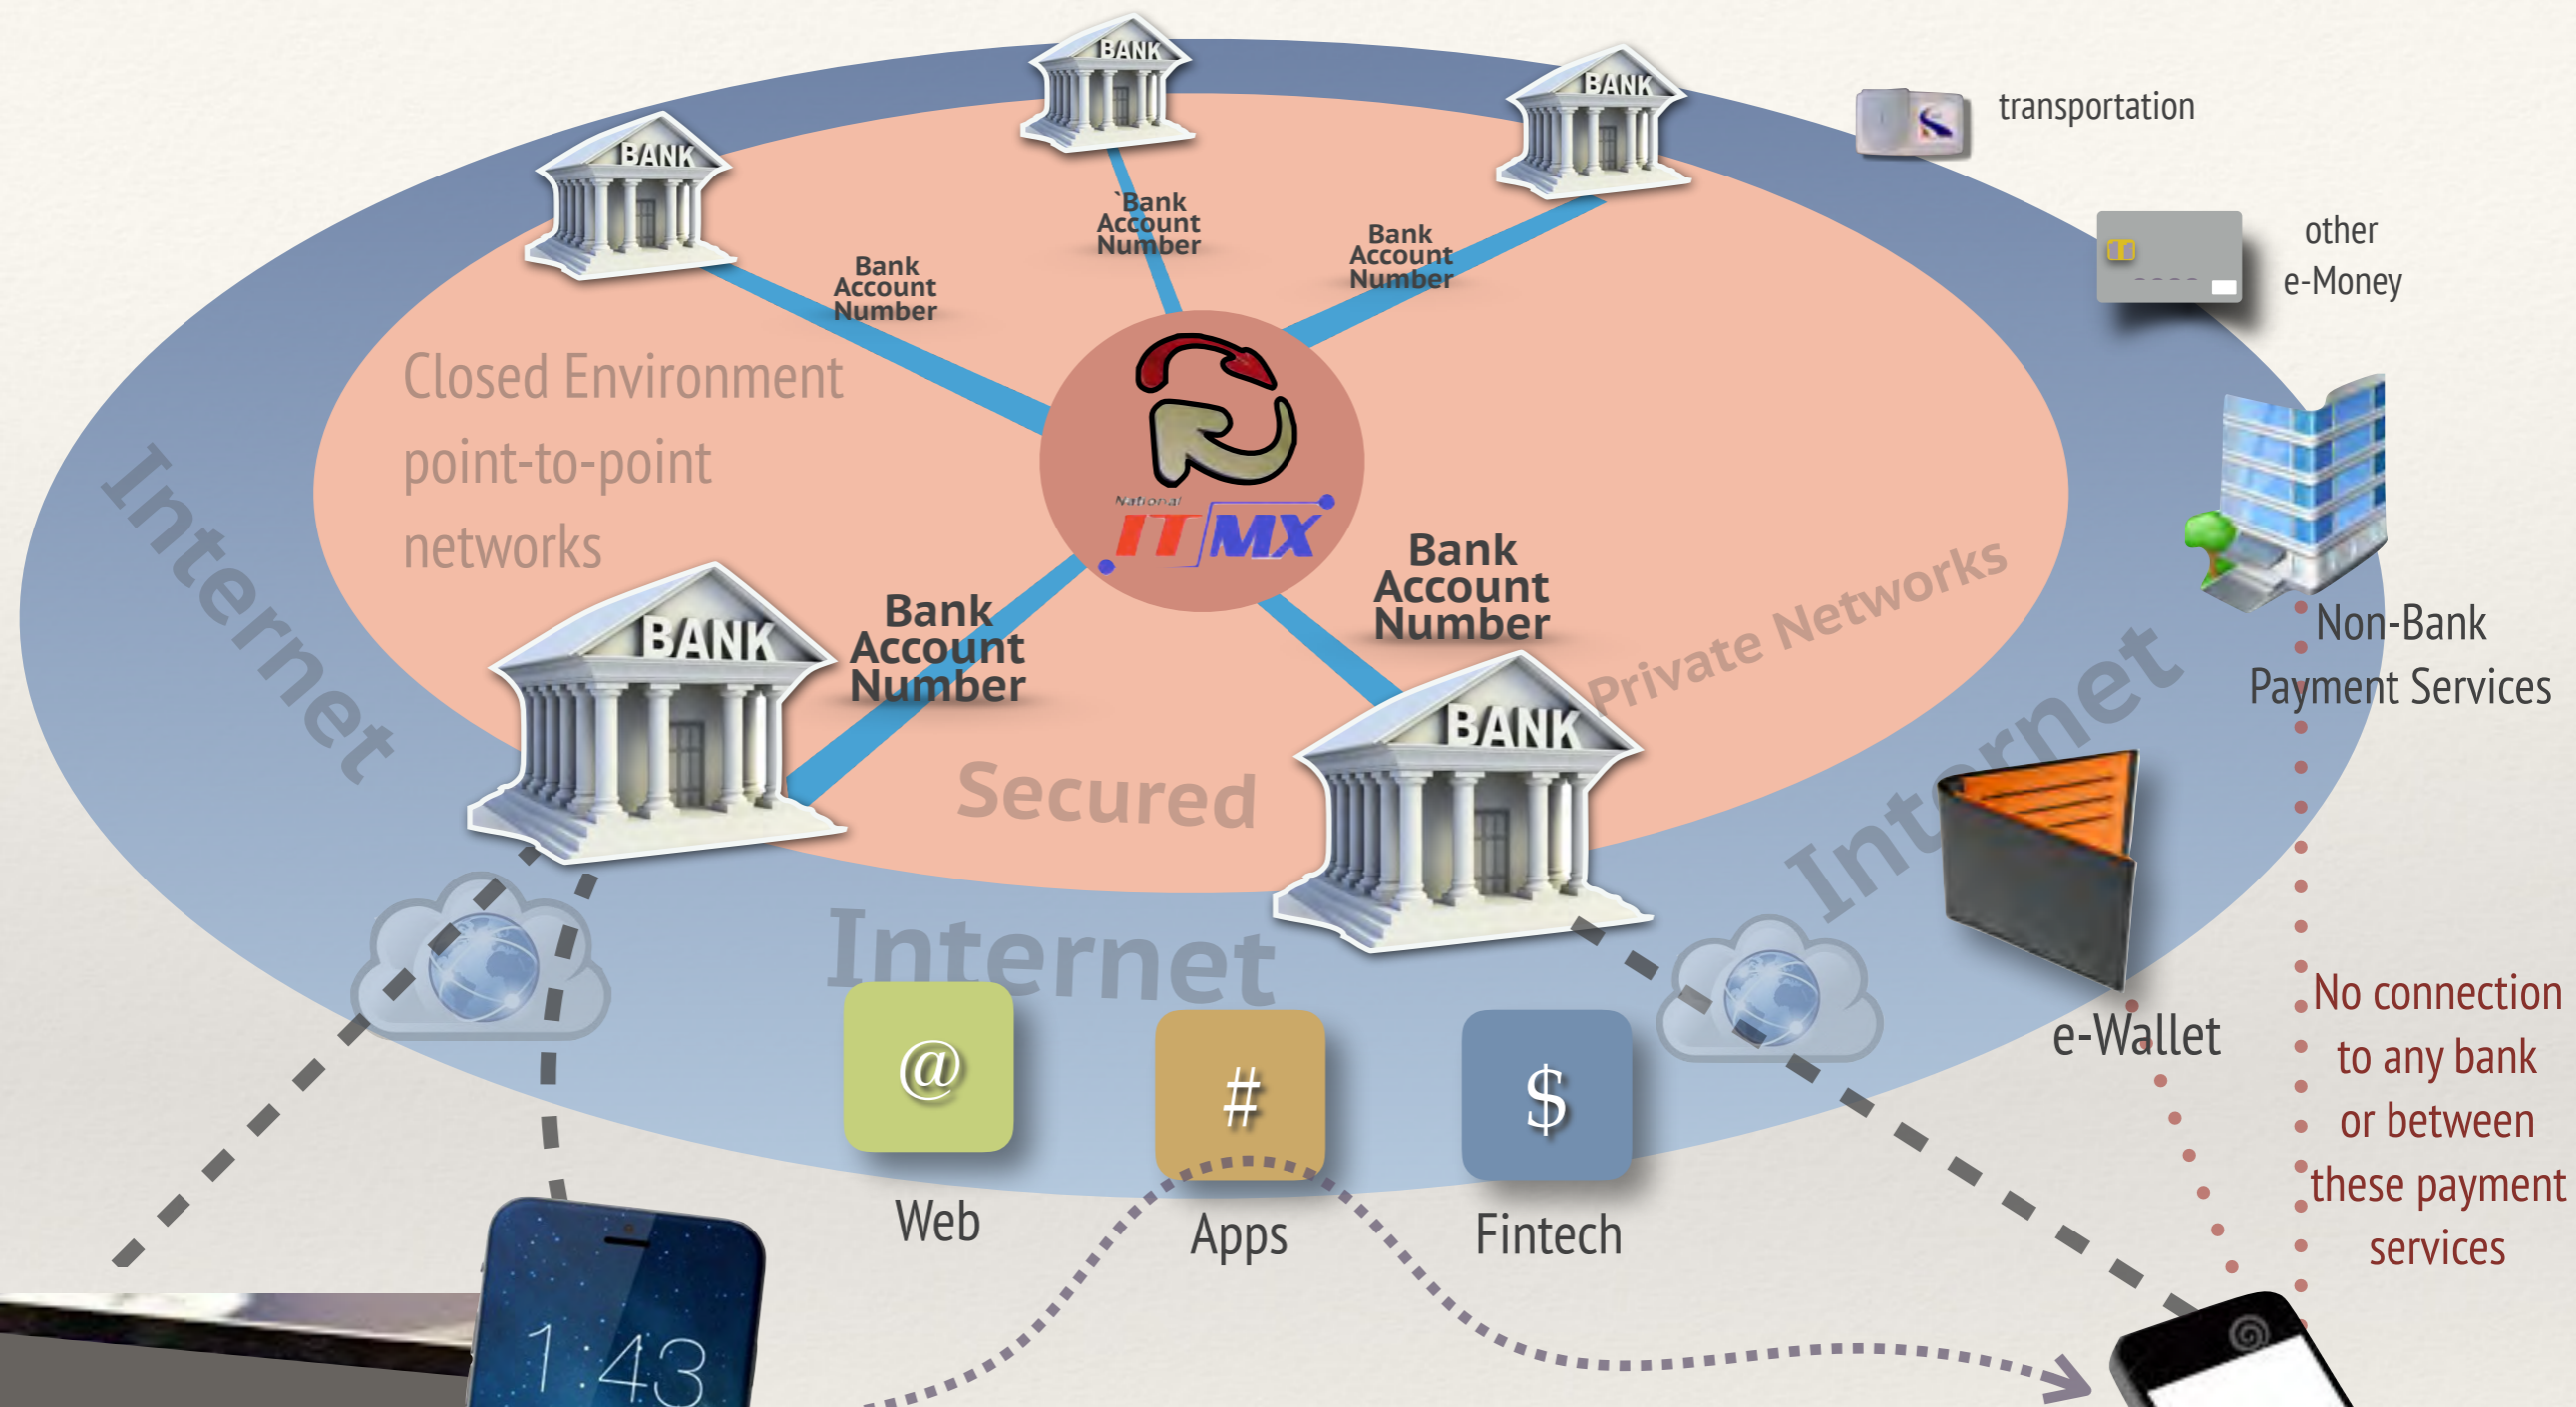 BANK
BANK
BANK
transportation
other
e-Money
`Bank
Account
Number
Bank
Account
Number
Bank
Account
Number
Closed Environment
point-to-point
networks
National
ITMX
Internet
Bank
Account
Number
Bank
Account
Number
Private Networks
BANK
BANK
Secured
Non-Bank
Payment Services
Internet
Internet
@
#
$
Web
Apps
Fintech
e-Wallet
No connection
to any bank
or between
these payment
services
1:43